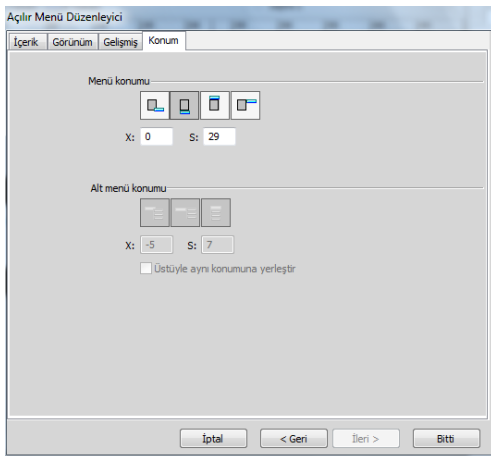 Açılır Menü Düzenleyici
İçerik Görünüm Gelişmiş Konum
Menü konumu
X: 0 S: 29
Alt menü konumu
X: -5 S: 7
Üstüyle aynı konumuna yerleştir
İptal < Geri İleri > Bitti